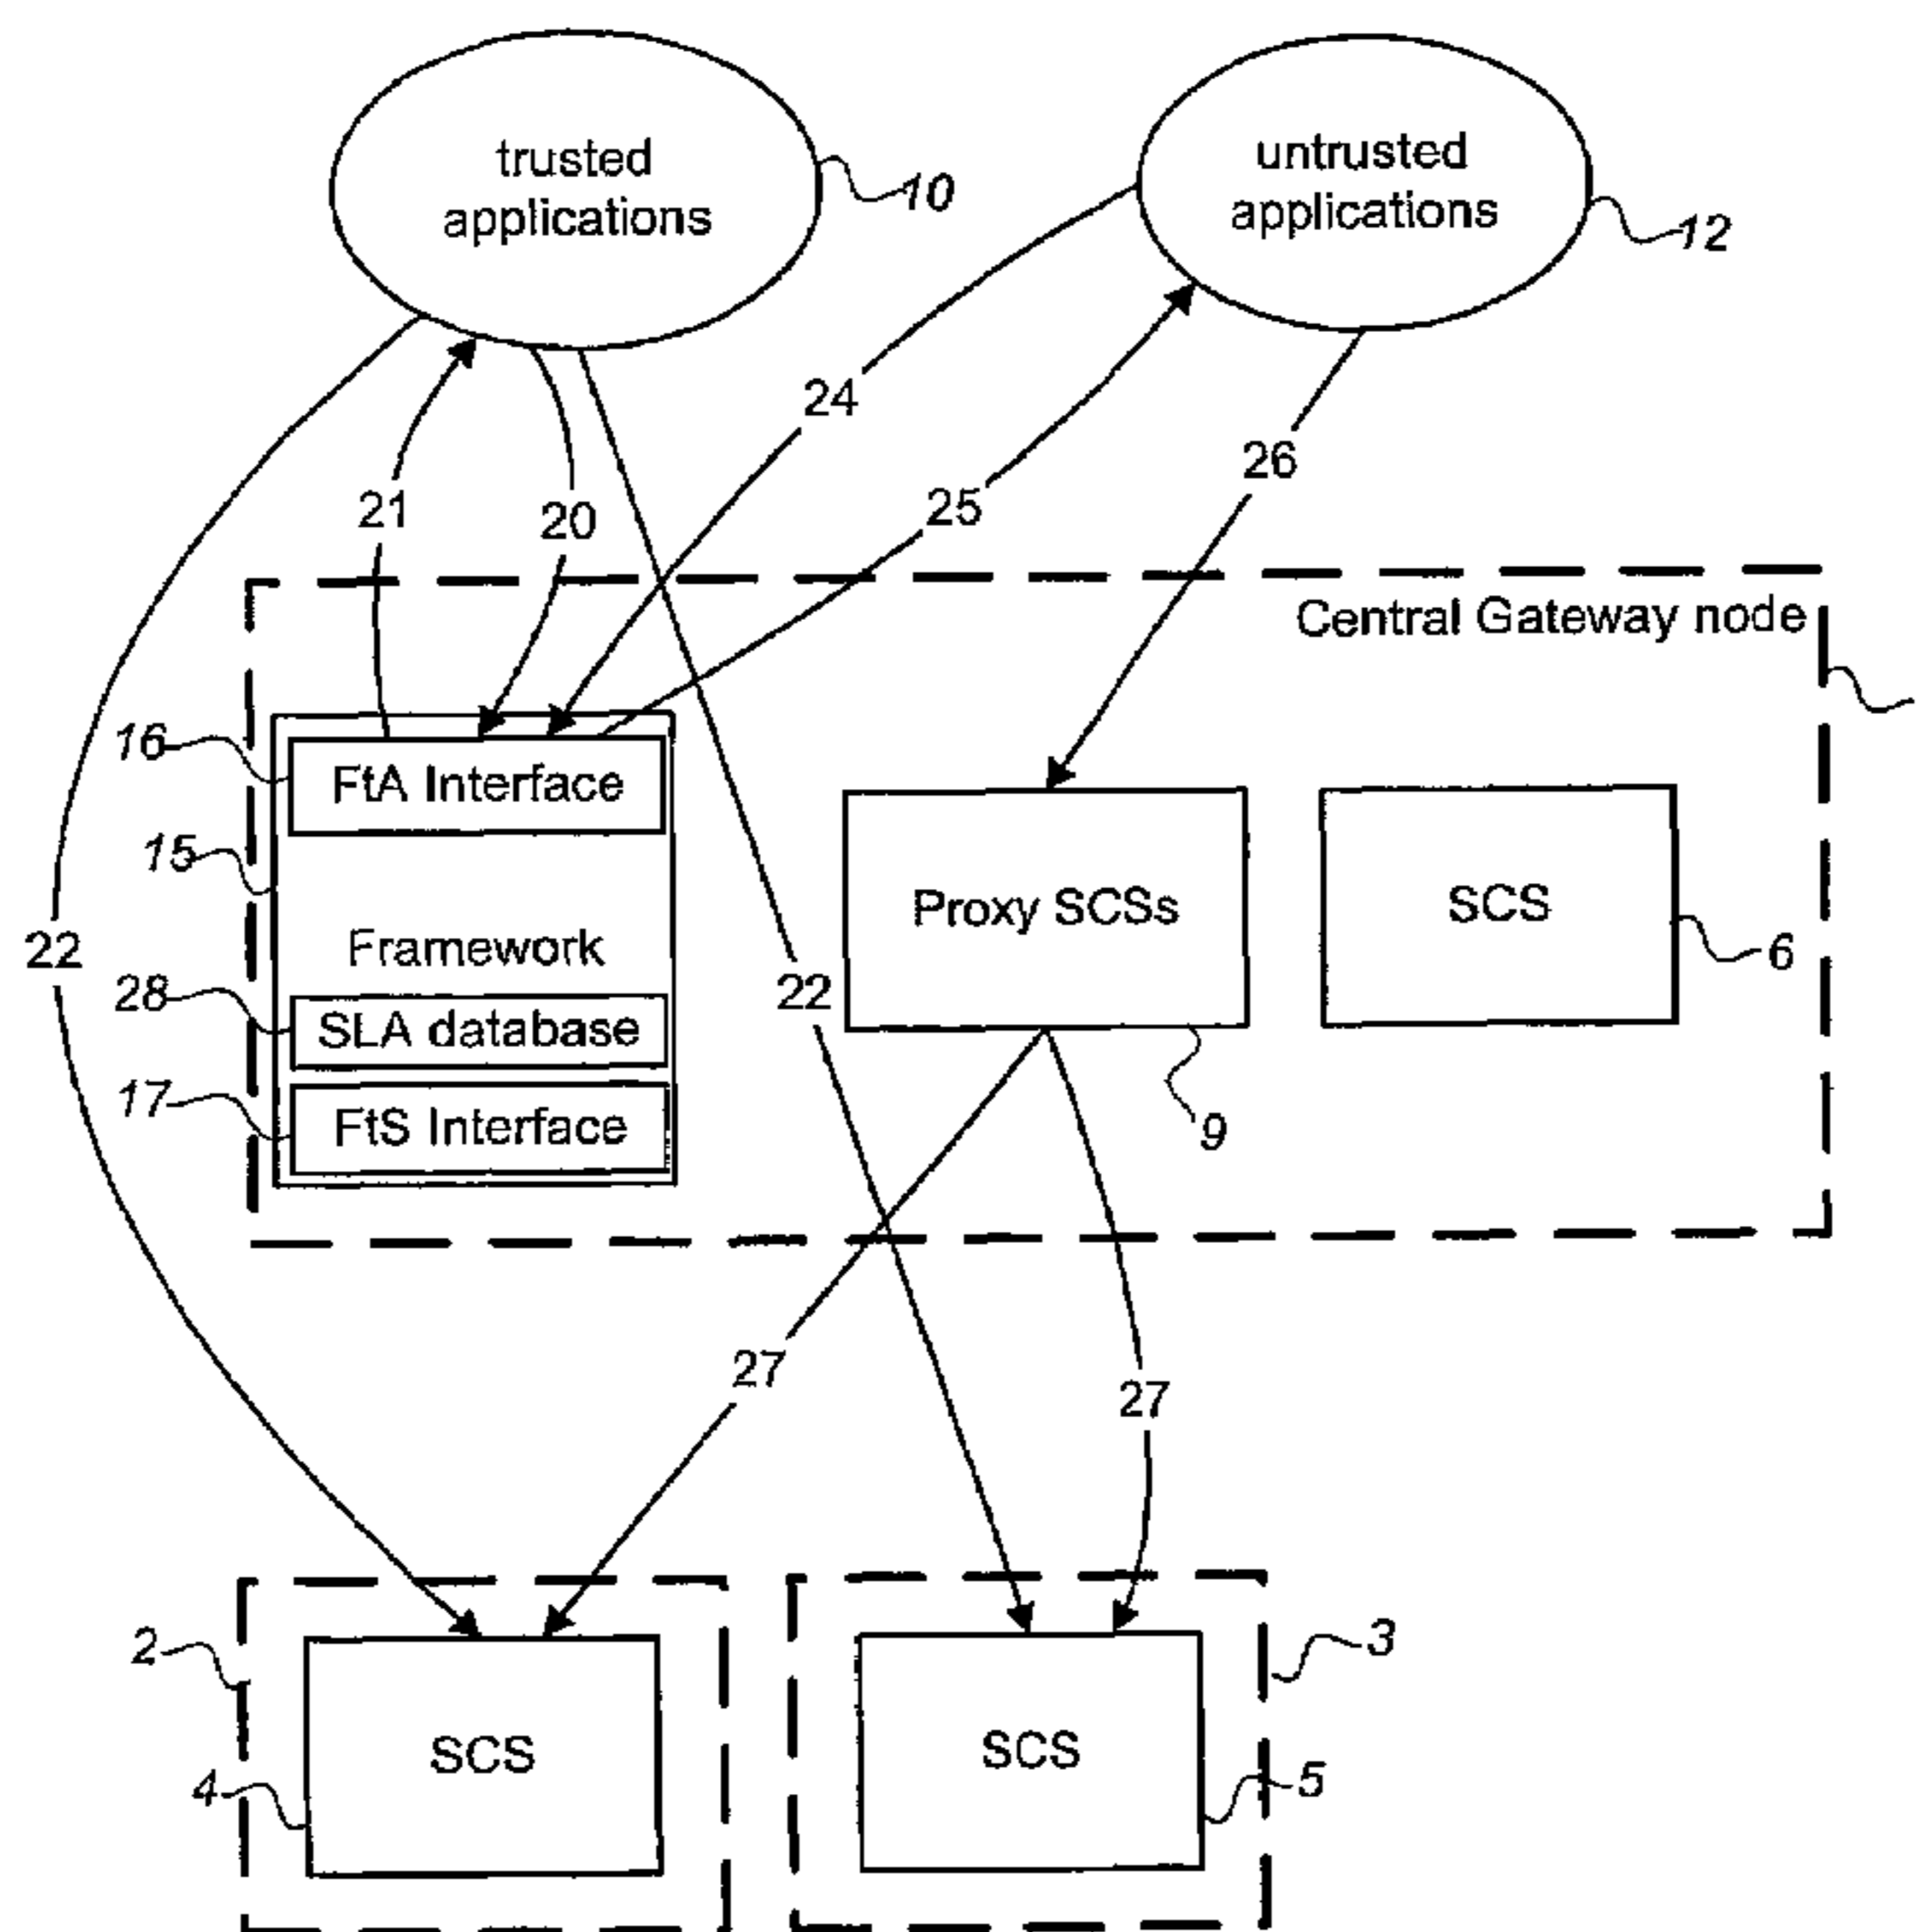 trusted
applications
10
untrusted
applications
12
24
26
21
20
25
Central Gateway node
16
FtA Interface
15
Proxy SCSs
SCS
22
Framework
6
28
22
SLA database
17
FtS Interface
9
27
27
2
3
SCS
SCS
4
5